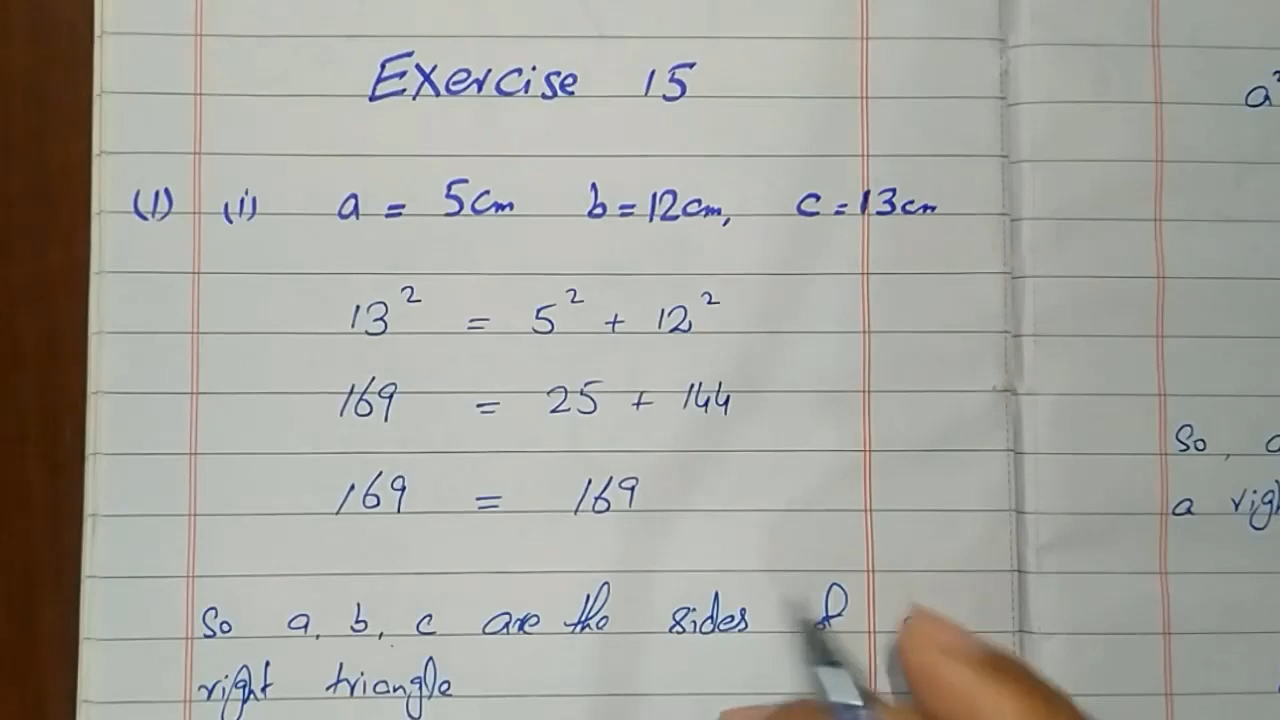 Exercise 15
(1) (i) a = 5cm b = 12cm, c = 13cm
13² = 5² + 12²
169 = 25 + 144
169 = 169
So a, b, c are the sides of
right triangle
a²
So,
a